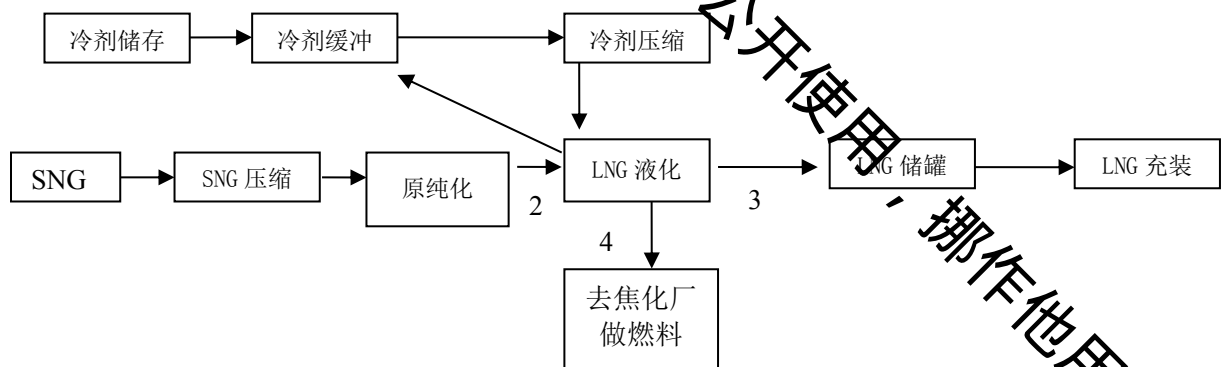 冷剂储存
冷剂缓冲
冷剂压缩
SNG
SNG 压缩
原纯化
2
LNG 液化
3
LNG 储罐
LNG 充装
4
去焦化厂
做燃料
公开使用，挪作他用